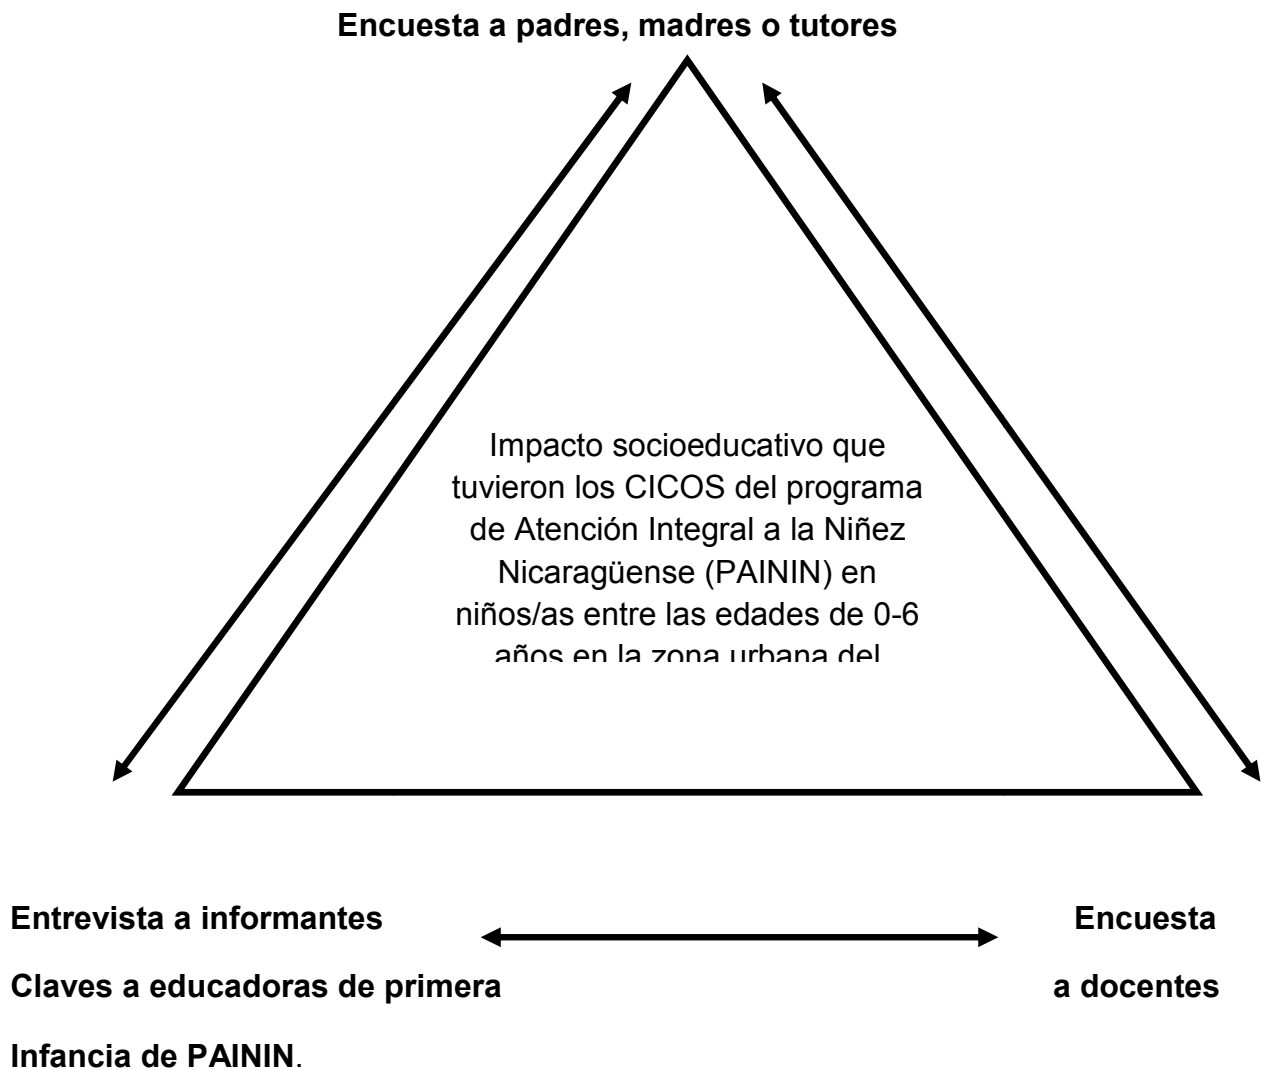 Encuesta a padres, madres o tutores
Impacto socioeducativo que
tuvieron los CICOS del programa
de Atención Integral a la Niñez
Nicaragüense (PAININ) en
niños/as entre las edades de 0-6
años en la zona urbana del
Entrevista a informantes
Encuesta
Claves a educadoras de primera
a docentes
Infancia de PAININ.